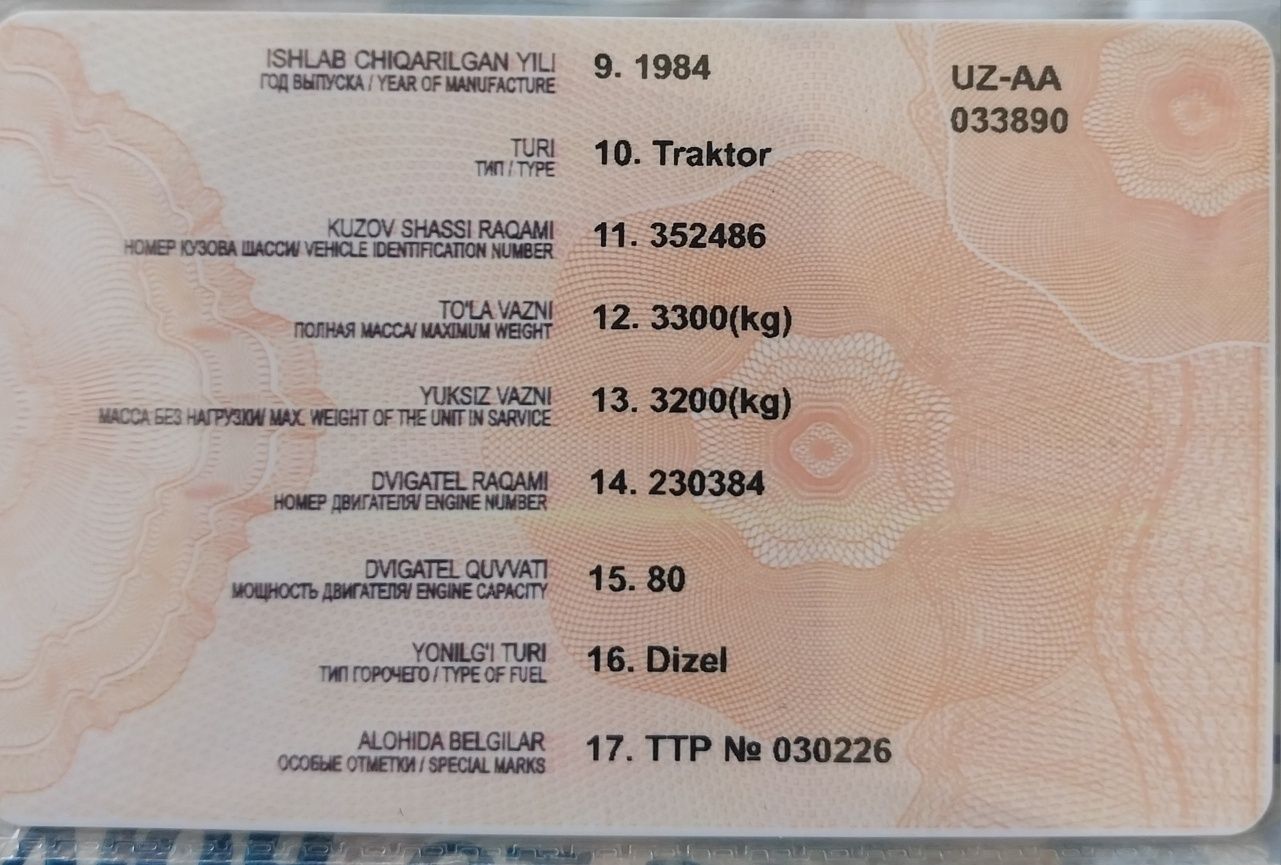 ISHLAB CHIQARILGAN YILI 9. 1984
ГОД ВЫПУСКА / YEAR OF MANUFACTURE
UZ-AA
033890
TURI 10. Traktor
ТИП / TYPE
KUZOV SHASSI RAQAMI 11. 352486
НОМЕР КУЗОВА ШАССИ/ VEHICLE IDENTIFICATION NUMBER
TO'LA VAZNI 12. 3300(kg)
ПОЛНАЯ МАССА/ MAXIMUM WEIGHT
YUKSIZ VAZNI 13. 3200(kg)
МАССА БЕЗ НАГРУЗКИ/ MAX. WEIGHT OF THE UNIT IN SARVICE
DVIGATEL RAQAMI 14. 230384
НОМЕР ДВИГАТЕЛЯ/ ENGINE NUMBER
DVIGATEL QUVVATI 15. 80
МОЩНОСТЬ ДВИГАТЕЛЯ/ ENGINE CAPACITY
YONILG'I TURI 16. Dizel
ТИП ГОРОЧЕГО / TYPE OF FUEL
ALOHIDA BELGILAR 17. TTP № 030226
ОСОБЫЕ ОТМЕТКИ / SPECIAL MARKS